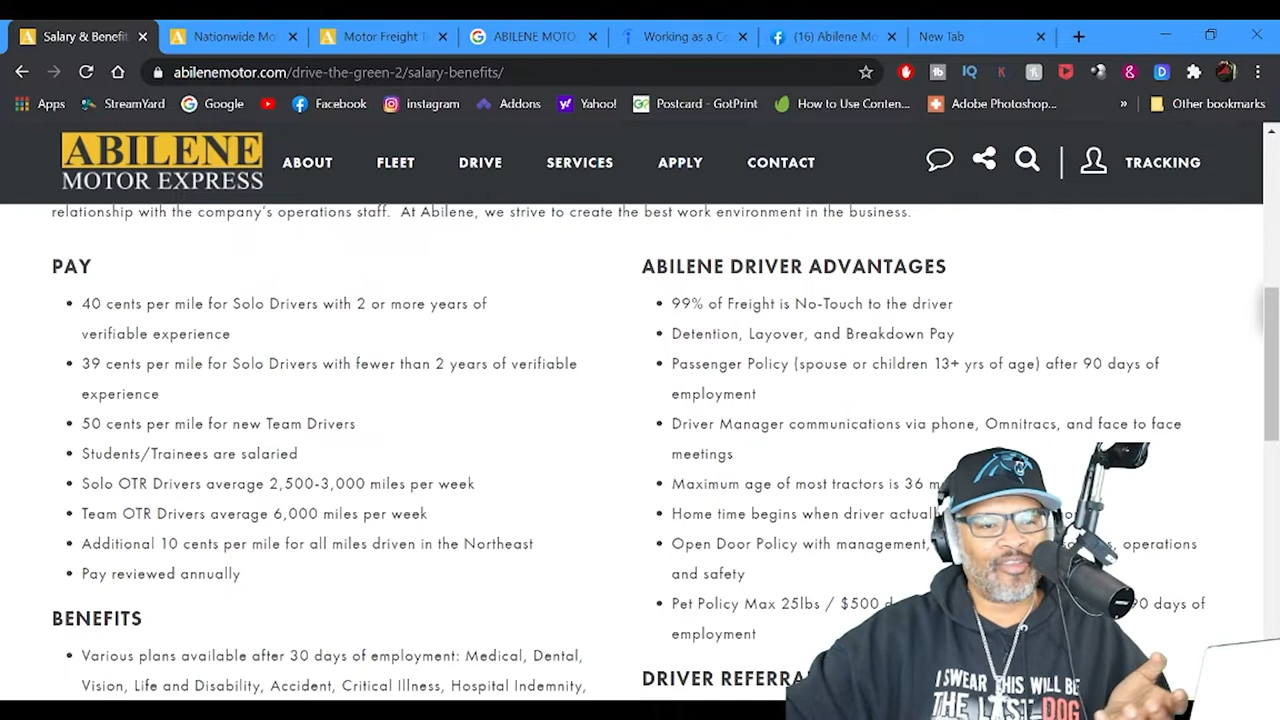 Salary & Benefit
Nationwide Mo
Motor Freight T
ABILENE MOTO
Working as a Co
(16) Abilene Mo
New Tab
abilenemotor.com/drive-the-green-2/salary-benefits/
Apps
StreamYard
Google
Facebook
instagram
Addons
Yahoo!
Postcard - GotPrint
How to Use Conten...
Adobe Photoshop...
Other bookmarks
ABILENE
MOTOR EXPRESS
ABOUT
FLEET
DRIVE
SERVICES
APPLY
CONTACT
TRACKING
relationship with the company's operations staff. At Abilene, we strive to create the best work environment in the business.
PAY
40 cents per mile for Solo Drivers with 2 or more years of
verifiable experience
39 cents per mile for Solo Drivers with fewer than 2 years of verifiable
experience
50 cents per mile for new Team Drivers
Students/Trainees are salaried
Solo OTR Drivers average 2,500-3,000 miles per week
Team OTR Drivers average 6,000 miles per week
Additional 10 cents per mile for all miles driven in the Northeast
Pay reviewed annually
BENEFITS
Various plans available after 30 days of employment: Medical, Dental,
Vision, Life and Disability, Accident, Critical Illness, Hospital Indemnity,
ABILENE DRIVER ADVANTAGES
99% of Freight is No-Touch to the driver
Detention, Layover, and Breakdown Pay
Passenger Policy (spouse or children 13+ yrs of age) after 90 days of
employment
Driver Manager communications via phone, Omnitracs, and face to face
meetings
Maximum age of most tractors is 36 m
Home time begins when driver actually
Open Door Policy with management, operations
and safety
Pet Policy Max 25lbs / $500 d 90 days of
employment
DRIVER REFERRA
I SWEAR THIS WILL BE
THE LAST DOG